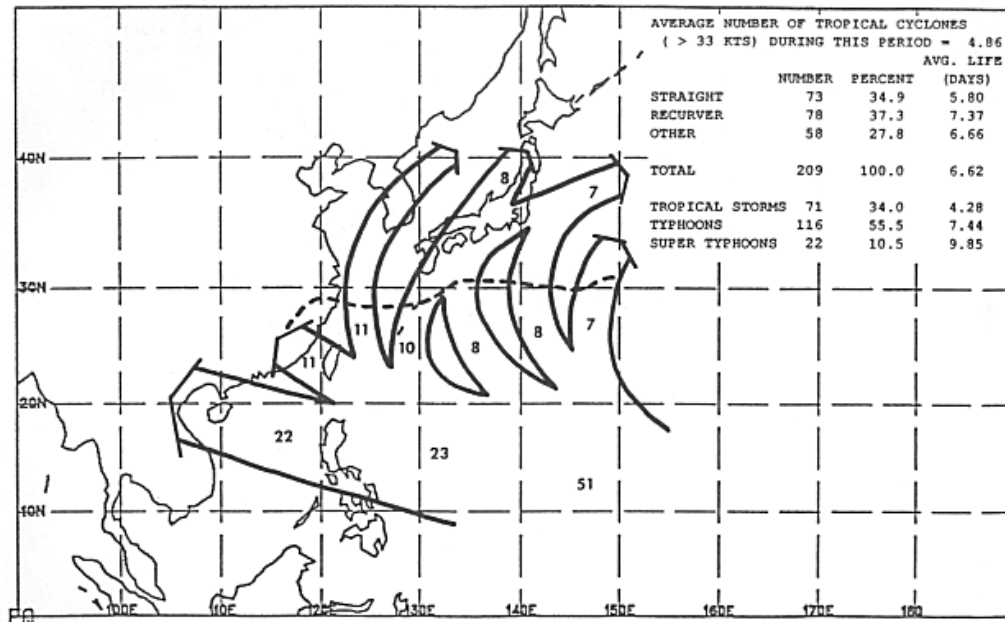 AVERAGE NUMBER OF TROPICAL CYCLONES
( > 33 KTS) DURING THIS PERIOD = 4.86
AVG. LIFE
NUMBER PERCENT (DAYS)
STRAIGHT 73 34.9 5.80
RECURVER 78 37.3 7.37
OTHER 58 27.8 6.66
TOTAL 209 100.0 6.62
TROPICAL STORMS 71 34.0 4.28
TYPHOONS 116 55.5 7.44
SUPER TYPHOONS 22 10.5 9.85
40N
8
7
5
30N
11
10
8
8
7
11
20N
22
23
51
10N
EQ
100E
110E
120E
130E
140E
150E
160E
170E
180